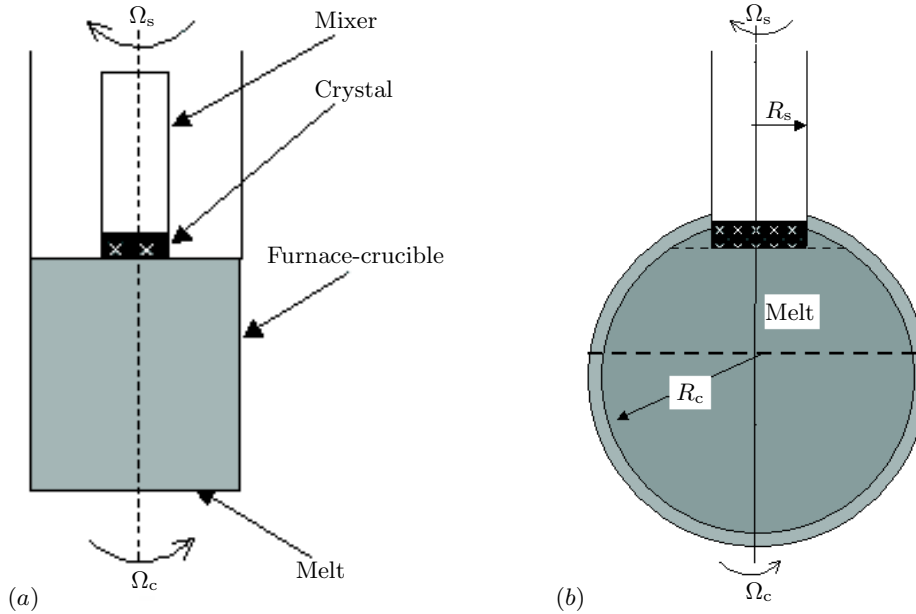 Ωs
Mixer
Crystal
Furnace-crucible
Melt
Ωc
(a)
Ωs
Rs
Melt
Rc
Ωc
(b)